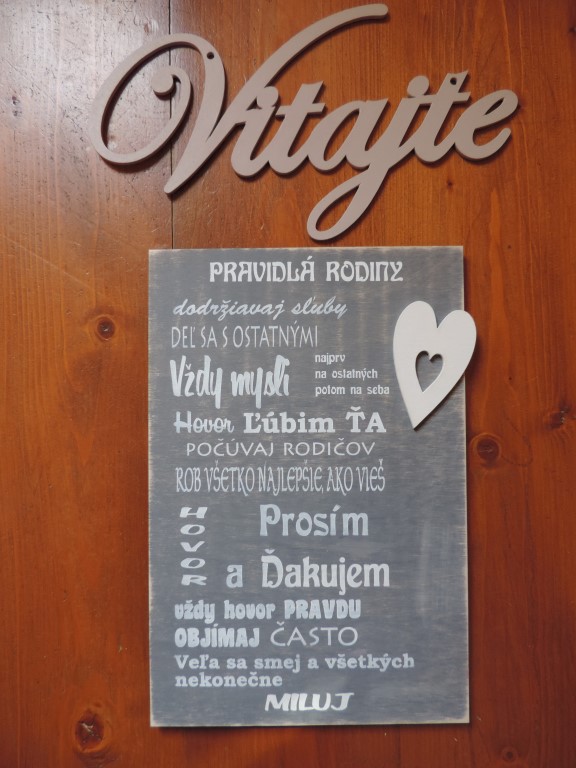 Vitajte
PRAVIDLÁ RODINY
dodržiavaj sľuby
DEĽ SA S OSTATNÝMI
Vždy mysli
najprv
na ostatných
potom na seba
Hovor Ľúbim ŤA
POČÚVAJ RODIČOV
ROB VŠETKO NAJLEPŠIE, AKO VIEŠ
HOVOR
Prosím
a Ďakujem
vždy hovor PRAVDU
OBJÍMAJ ČASTO
Veľa sa smej a všetkých
nekonečne
MILUJ